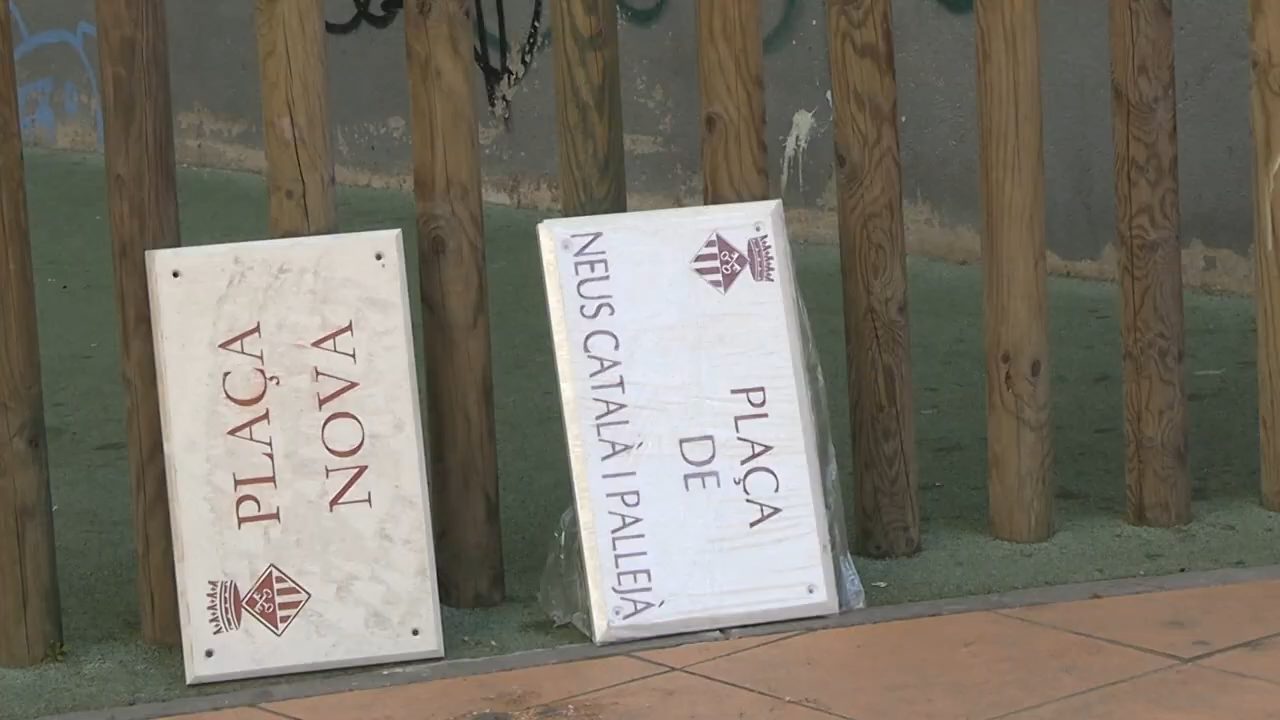 PLAÇA
NOVA
PLAÇA
DE
NEUS CATALÀ I PALLEJÀ